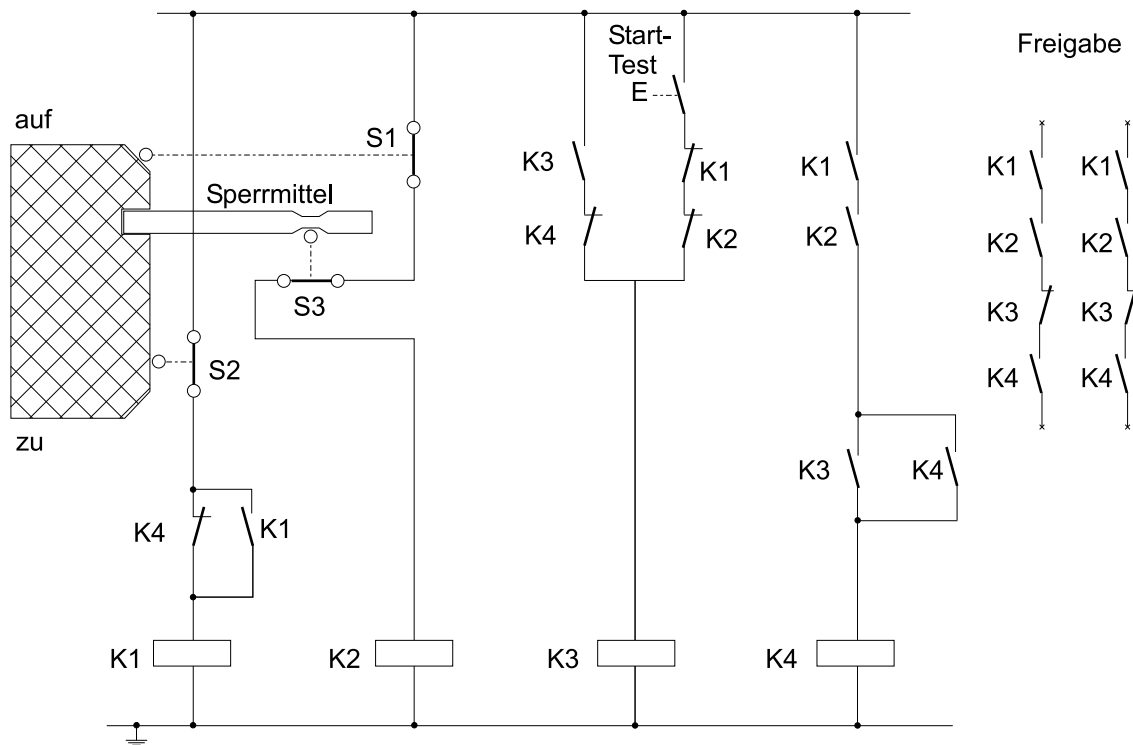 auf
zu
Sperrmittel
S1
S3
S2
K4
K1
K1
K2
Start-
Test
E
K3
K1
K4
K2
K3
K1
K2
K3
K4
K4
Freigabe
K1 K1
K2 K2
K3 K3
K4 K4